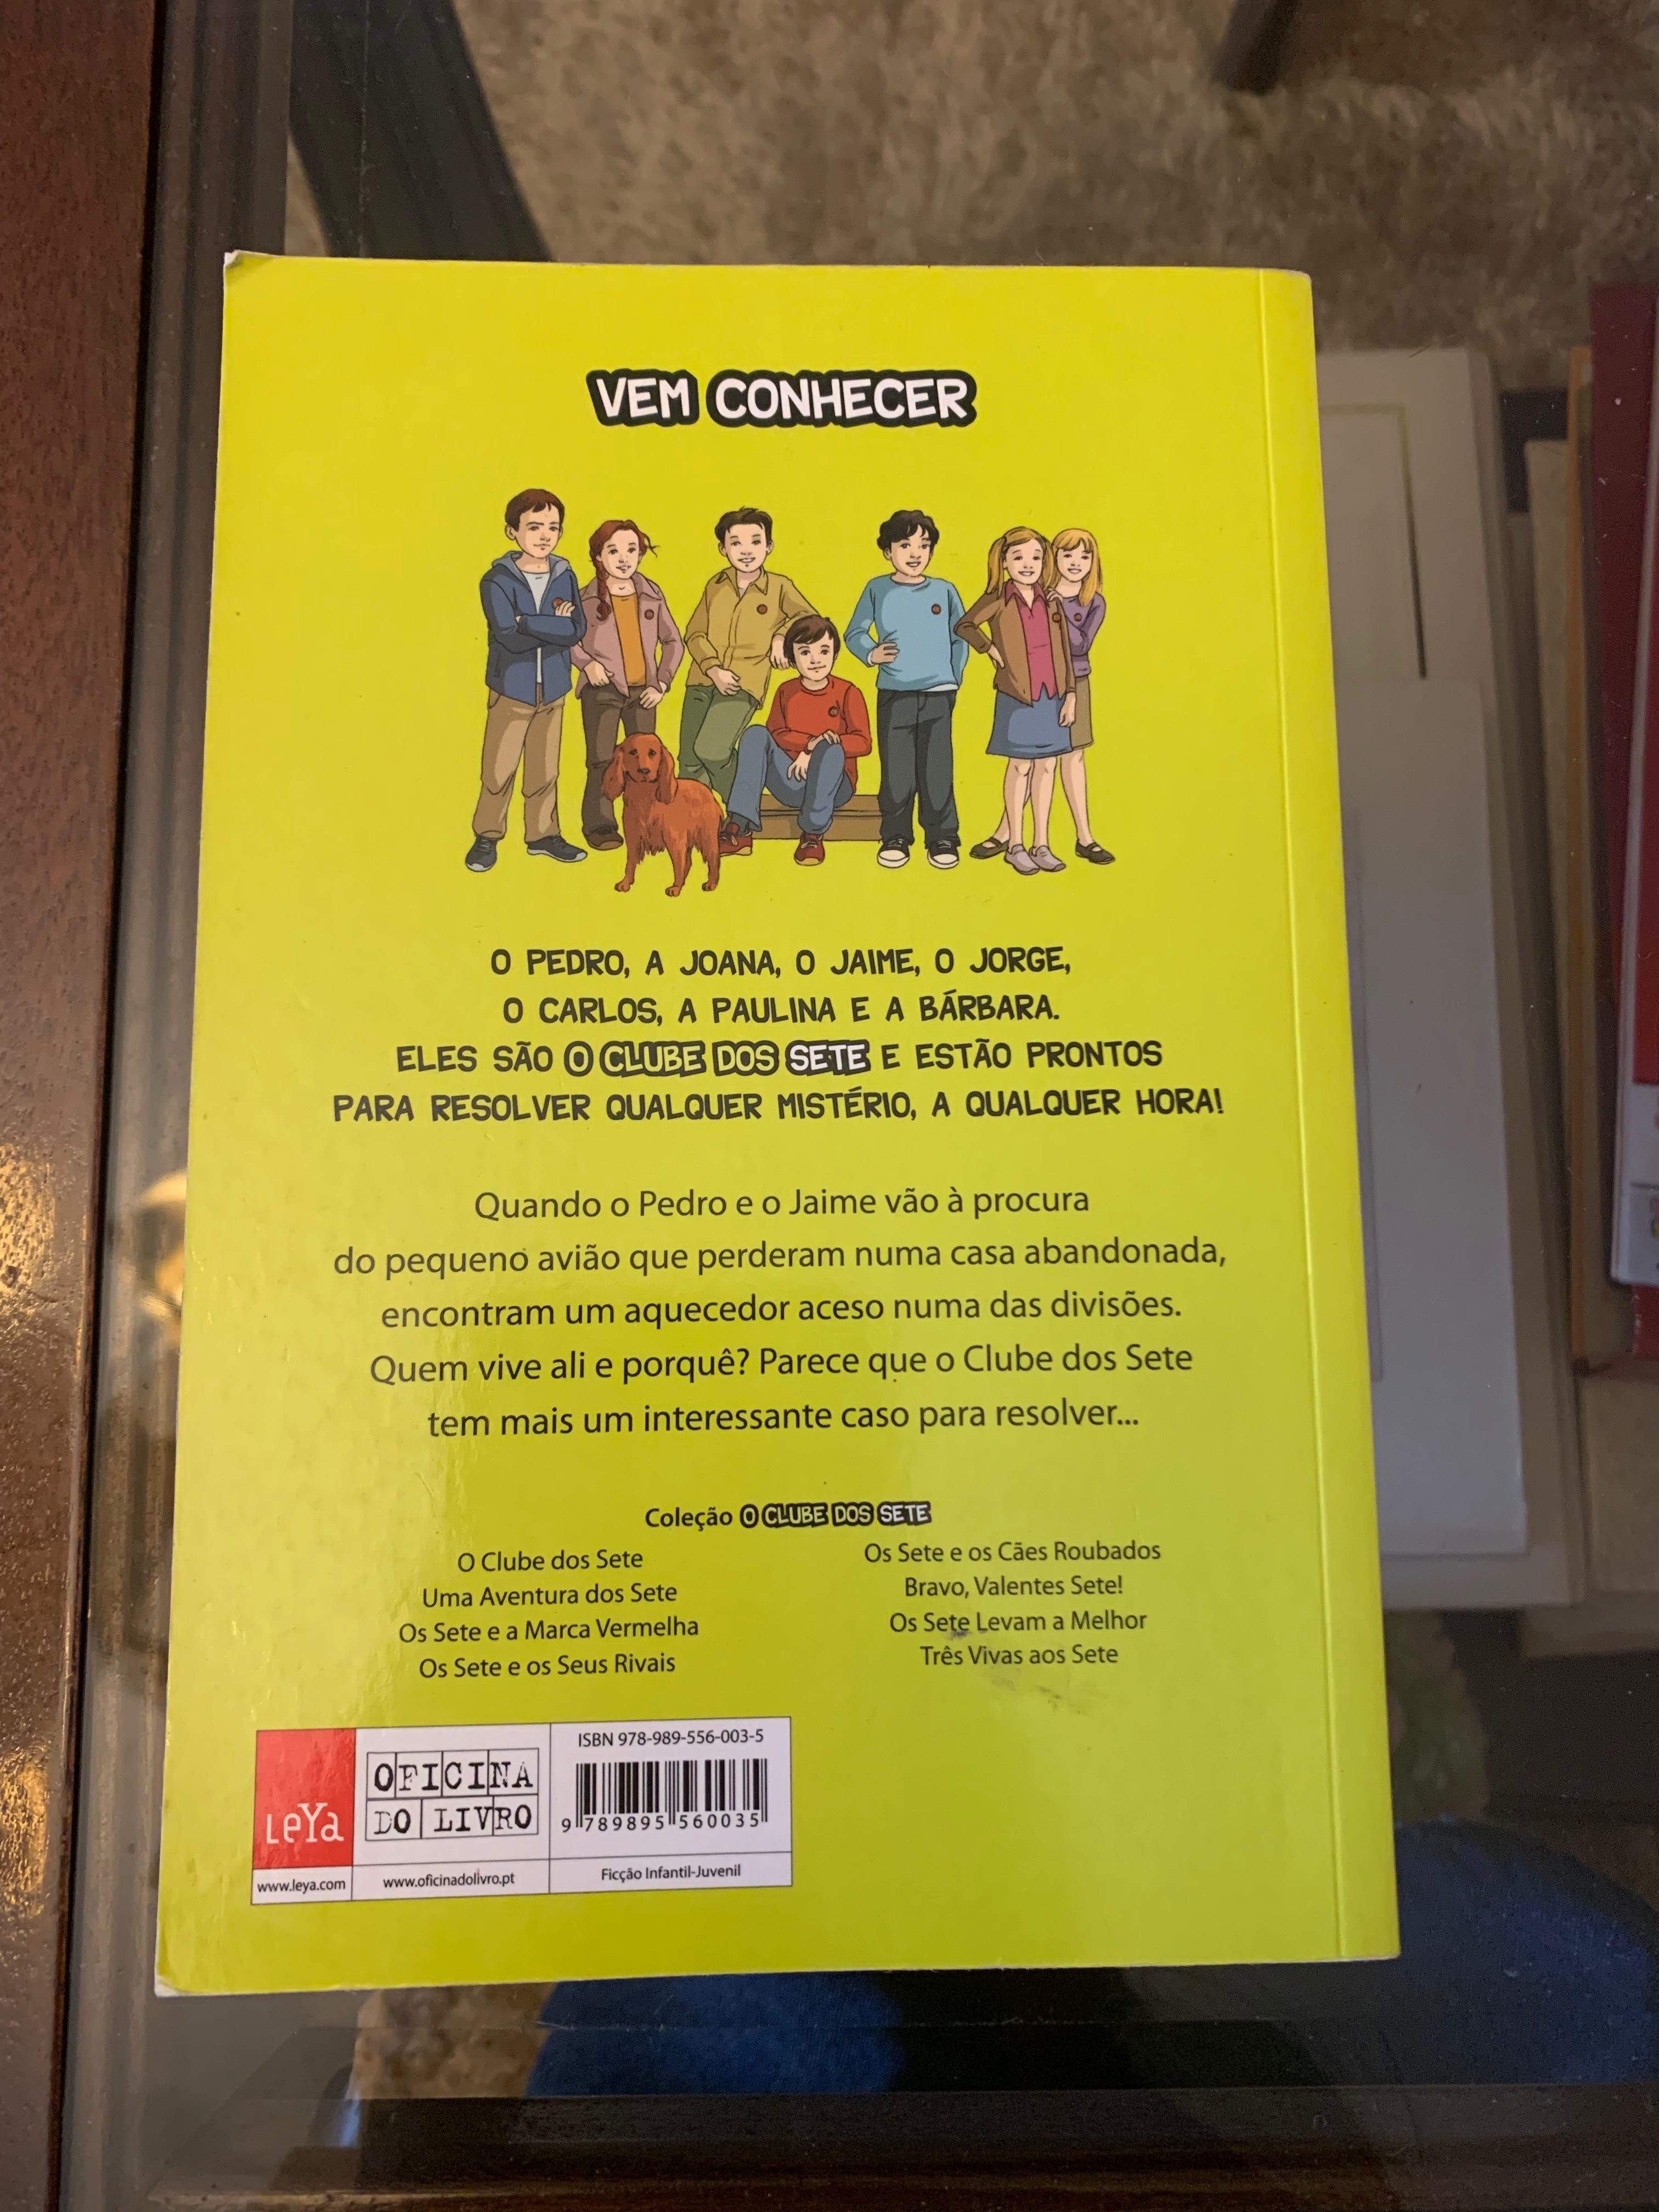 VEM CONHECER
O PEDRO, A JOANA, O JAIME, O JORGE,
O CARLOS, A PAULINA E A BÁRBARA.
ELES SÃO O CLUBE DOS SETE E ESTÃO PRONTOS
PARA RESOLVER QUALQUER MISTÉRIO, A QUALQUER HORA!
Quando o Pedro e o Jaime vão à procura
do pequeno avião que perderam numa casa abandonada,
encontram um aquecedor aceso numa das divisões.
Quem vive ali e porquê? Parece que o Clube dos Sete
tem mais um interessante caso para resolver...
Coleção O CLUBE DOS SETE
O Clube dos Sete
Uma Aventura dos Sete
Os Sete e a Marca Vermelha
Os Sete e os Seus Rivais
Os Sete e os Cães Roubados
Bravo, Valentes Sete!
Os Sete Levam a Melhor
Três Vivas aos Sete
LeYa
www.leya.com
OFICINA
DO LIVRO
www.oficinadolivro.pt
ISBN 978-989-556-003-5
9 789895 560035
Ficção Infantil-Juvenil